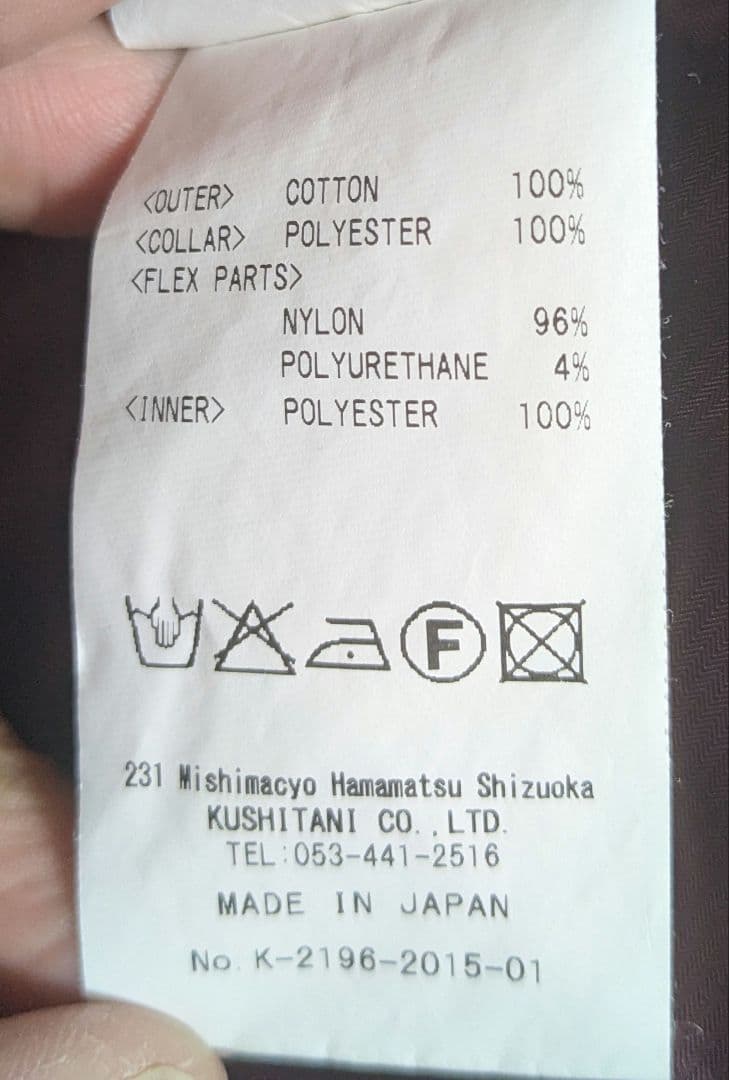 <OUTER> COTTON 100%
<COLLAR> POLYESTER 100%
<FLEX PARTS>
NYLON 96%
POLYURETHANE 4%
<INNER> POLYESTER 100%
F
231 Mishimacyo Hamamatsu Shizuoka
KUSHITANI CO.,LTD.
TEL:053-441-2516
MADE IN JAPAN
No. K-2196-2015-01